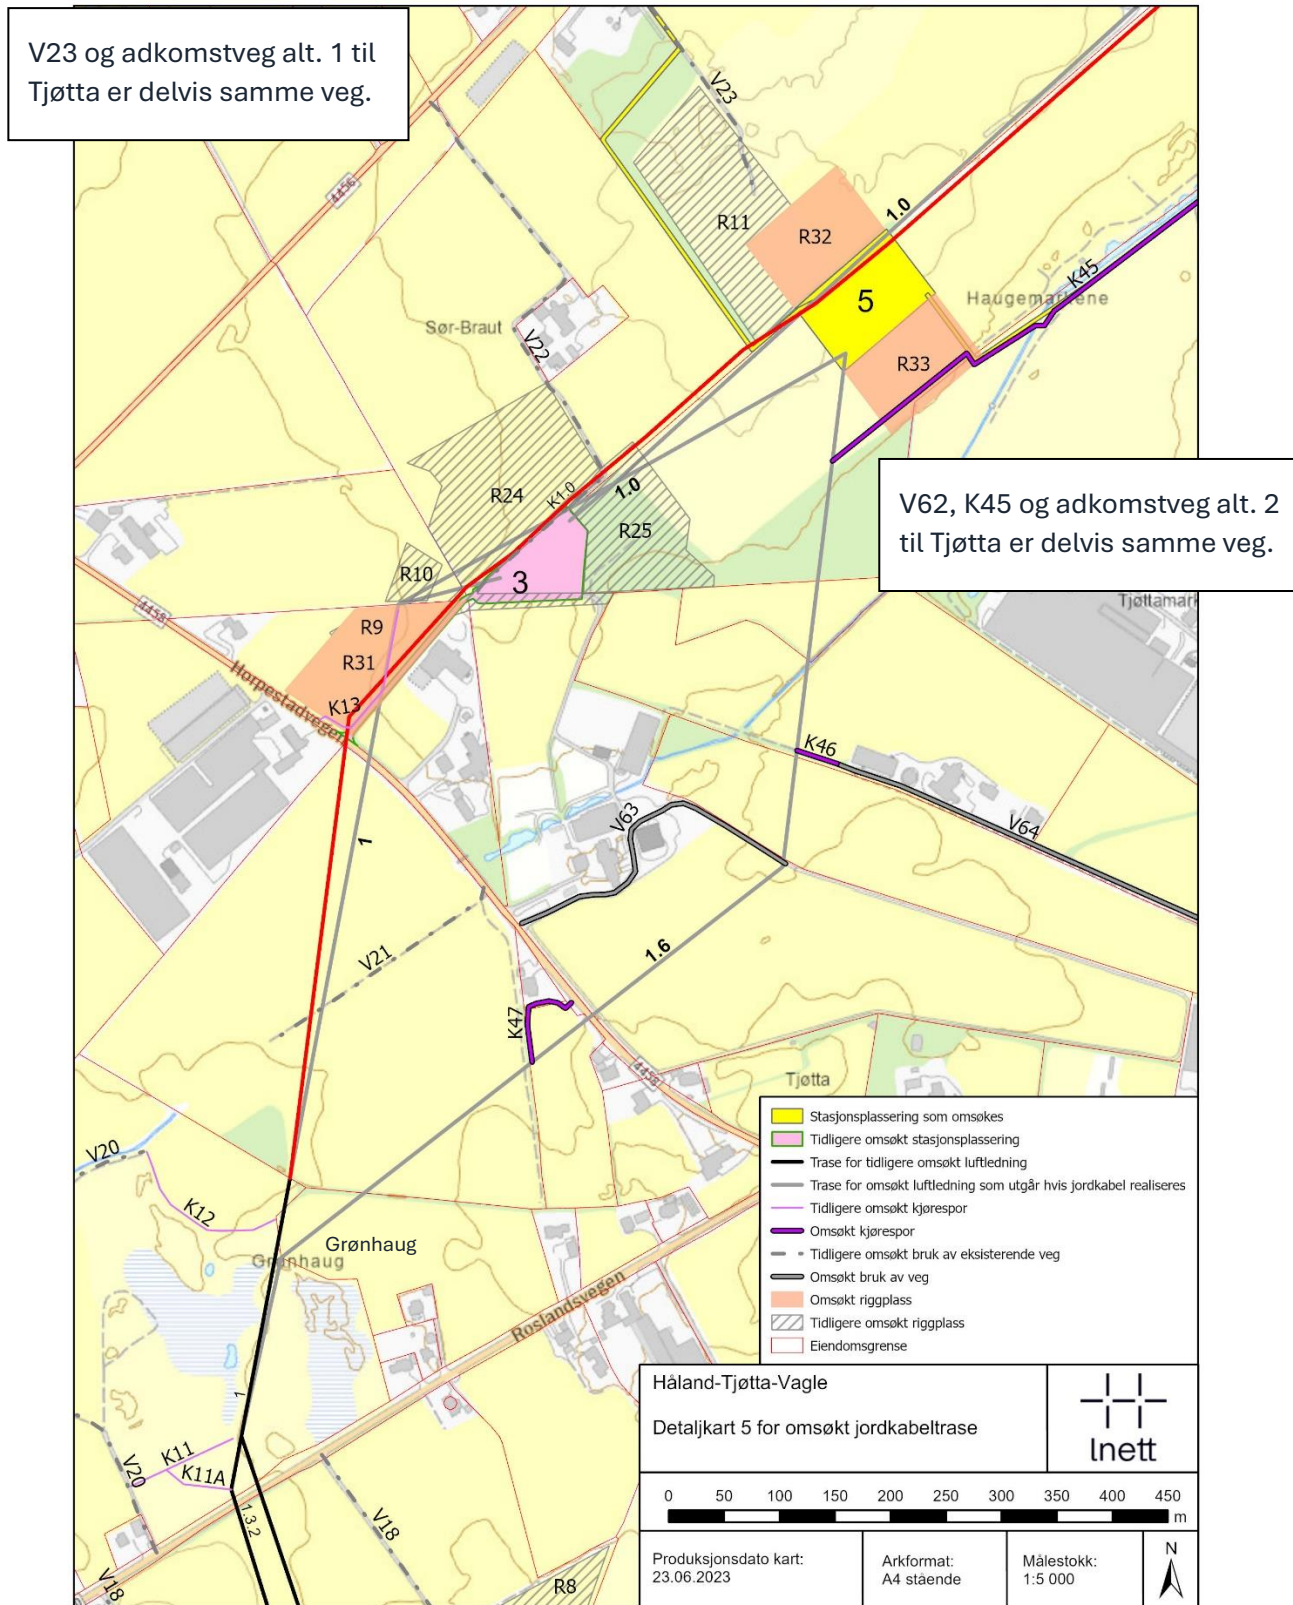 V23 og adkomstveg alt. 1 til
Tjøtta er delvis samme veg.
V23
4456
R11
R32
1.0
5
K45
Haugemarkene
Sør-Braut
V22
R33
R24
K1.0
1.0
R25
V62, K45 og adkomstveg alt. 2
til Tjøtta er delvis samme veg.
R10
3
4458
R9
R31
Horpestadvegen
K13
K46
V63
V64
1
V21
1.6
K47
4458
Tjøtta
V20
K12
Grønhaug
Grønhaug
Roslandsvegen
1
K11
K11A
V20
1.3.2
V18
V18
R8
Stasjonsplassering som omsøkes
Tidligere omsøkt stasjonsplassering
Trase for tidligere omsøkt luftledning
Trase for omsøkt luftledning som utgår hvis jordkabel realiseres
Tidligere omsøkt kjørespor
Omsøkt kjørespor
Tidligere omsøkt bruk av eksisterende veg
Omsøkt bruk av veg
Omsøkt riggplass
Tidligere omsøkt riggplass
Eiendomsgrense
Håland-Tjøtta-Vagle
Detaljkart 5 for omsøkt jordkabeltrase
lnett
0 50 100 150 200 250 300 350 400 450
m
Produksjonsdato kart:
23.06.2023
Arkformat:
A4 stående
Målestokk:
1:5 000
N